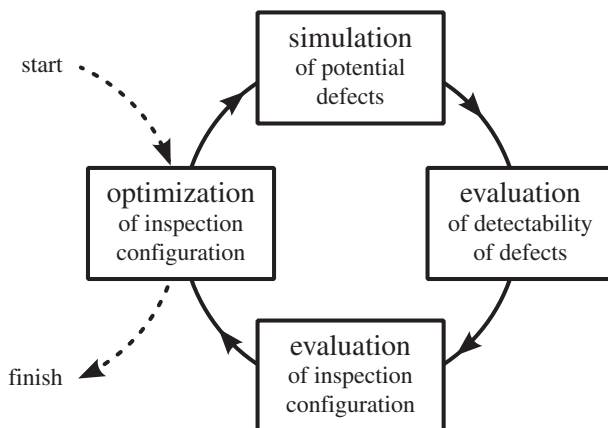 start
simulation
of potential
defects
optimization
of inspection
configuration
evaluation
of detectability
of defects
evaluation
of inspection
configuration
finish